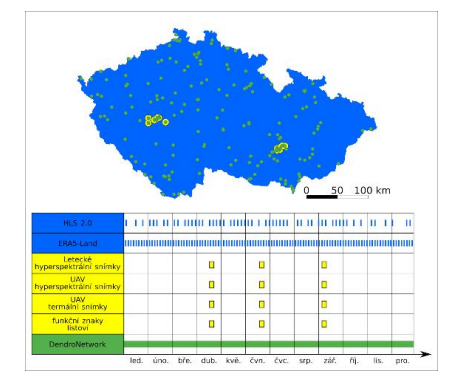 0 50 100 km
HLS 2.0
ERA5-Land
Letecké
hyperspektrální snímky
UAV
hyperspektrální snímky
UAV
termální snímky
funkční znaky
listoví
DendroNetwork
led. úno. bře. dub. kvě. čvn. čvc. srp. zář. říj. lis. pro.